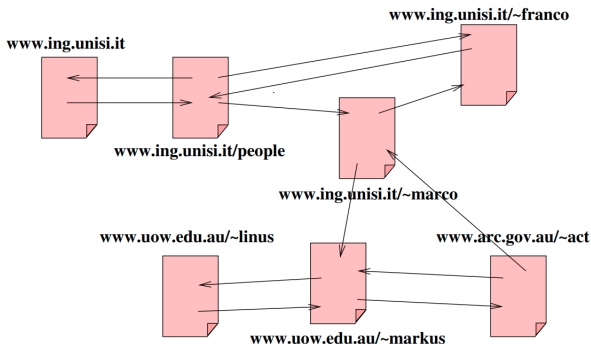 www.ing.unisi.it/~franco
www.ing.unisi.it
www.ing.unisi.it/people
www.ing.unisi.it/~marco
www.uow.edu.au/~linus
www.arc.gov.au/~act
www.uow.edu.au/~markus